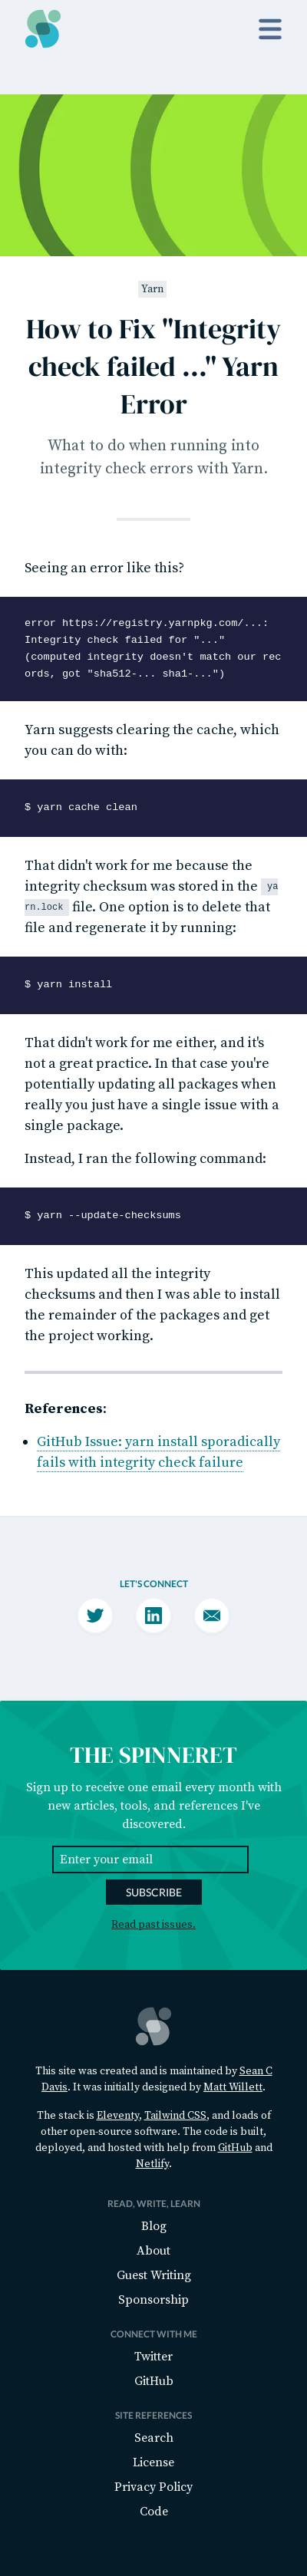 Yarn
How to Fix "Integrity
check failed ..." Yarn
Error
What to do when running into
integrity check errors with Yarn.
Seeing an error like this?
error https://registry.yarnpkg.com/...:
Integrity check failed for "..."
(computed integrity doesn't match our rec
ords, got "sha512-... sha1-...")
Yarn suggests clearing the cache, which
you can do with:
$ yarn cache clean
That didn't work for me because the
integrity checksum was stored in the ya
rn.lock file. One option is to delete that
file and regenerate it by running:
$ yarn install
That didn't work for me either, and it's
not a great practice. In that case you're
potentially updating all packages when
really you just have a single issue with a
single package.
Instead, I ran the following command:
$ yarn --update-checksums
This updated all the integrity
checksums and then I was able to install
the remainder of the packages and get
the project working.
References:
GitHub Issue: yarn install sporadically
fails with integrity check failure
LET'S CONNECT
THE SPINNERET
Sign up to receive one email every month with
new articles, tools, and references I've
discovered.
Enter your email
SUBSCRIBE
Read past issues.
This site was created and is maintained by Sean C
Davis. It was initially designed by Matt Willett.
The stack is Eleventy, Tailwind CSS, and loads of
other open-source software. The code is built,
deployed, and hosted with help from GitHub and
Netlify.
READ, WRITE, LEARN
Blog
About
Guest Writing
Sponsorship
CONNECT WITH ME
Twitter
GitHub
SITE REFERENCES
Search
License
Privacy Policy
Code